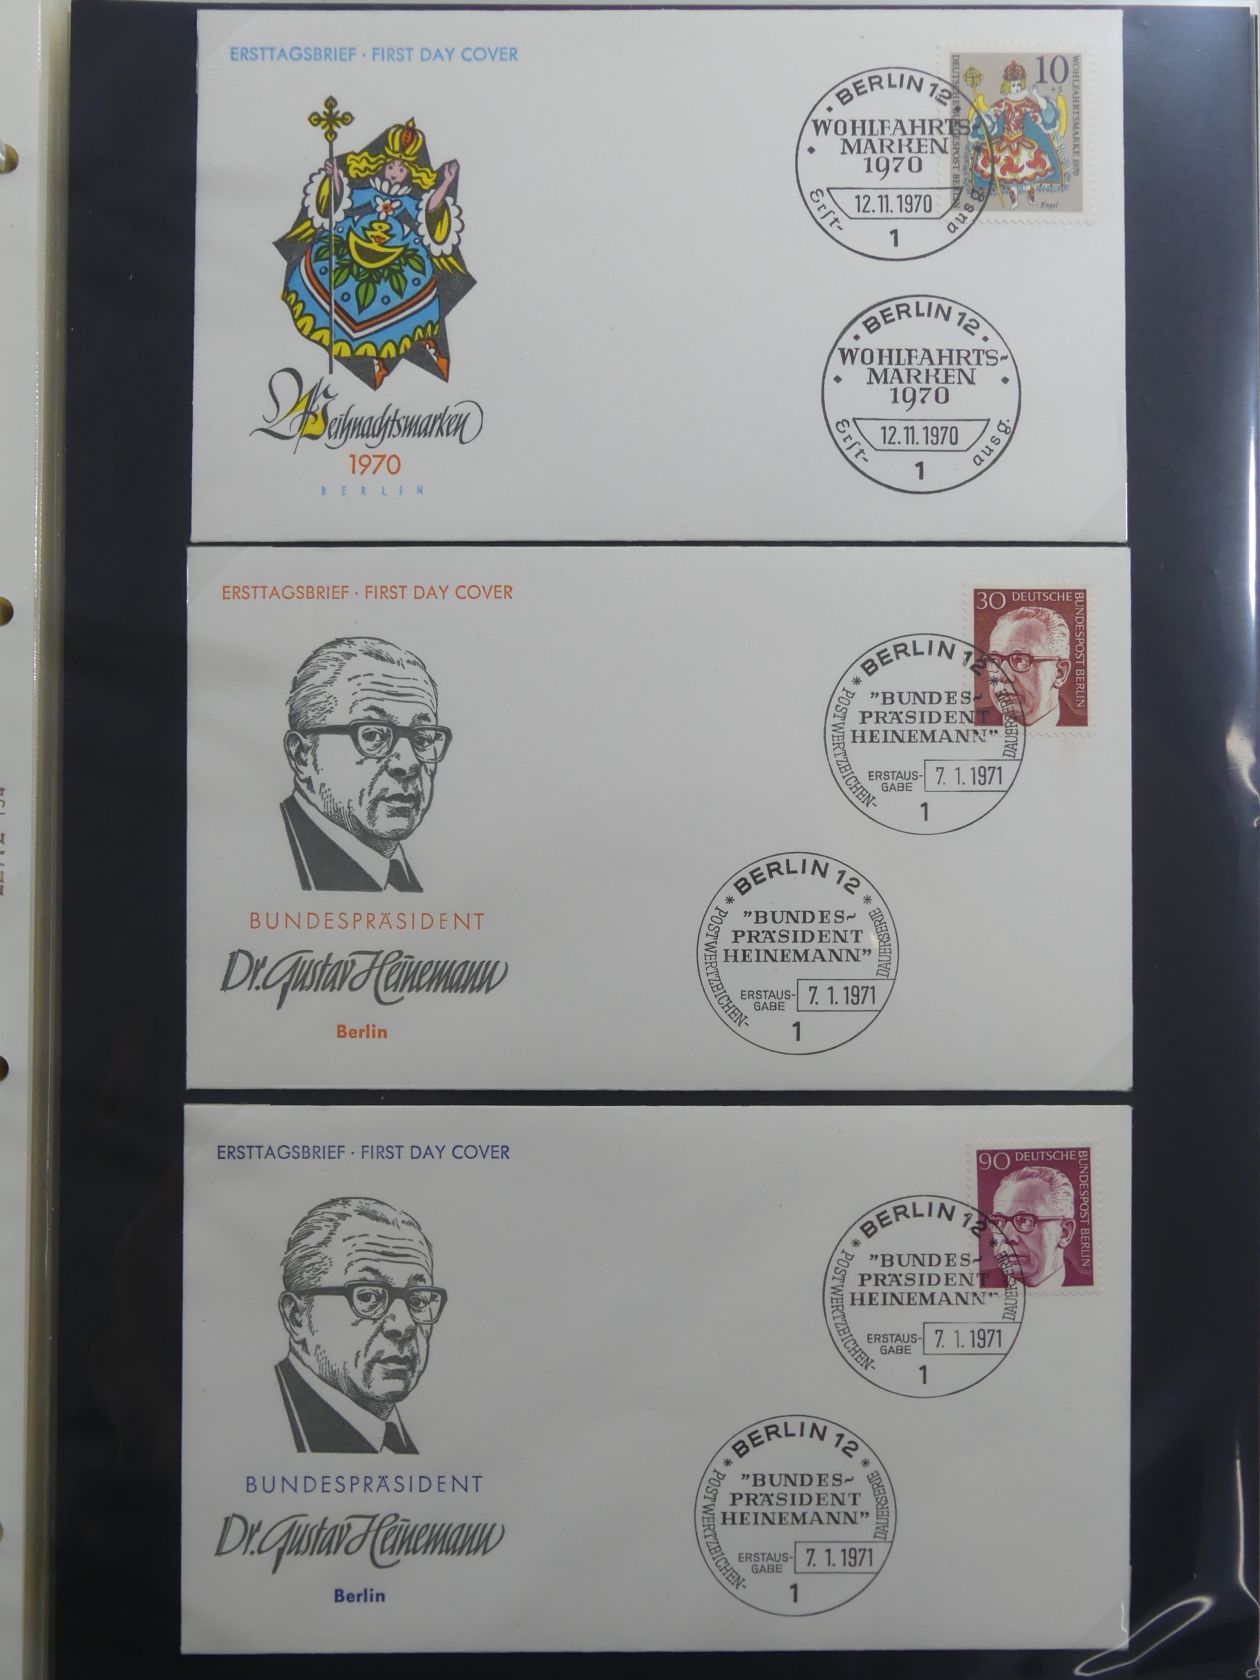 ERSTTAGSBRIEF · FIRST DAY COVER
Weihnachtsmarken
1970
BERLIN
10
+5
WOHLFAHRTSMARKE 1970
DEUTSCHE BUNDESPOST BERLIN
Engel
BERLIN 12
WOHLFAHRTS
MARKEN
1970
12.11.1970
Erst-
ausg.
1
BERLIN 12
WOHLFAHRTS-
MARKEN
1970
12.11.1970
Erst-
ausg.
1
ERSTTAGSBRIEF · FIRST DAY COVER
BUNDESPRÄSIDENT
Dr. Gustav Heinemann
Berlin
30 DEUTSCHE
BUNDESPOST BERLIN
BERLIN 12
"BUNDES-
PRÄSIDENT
HEINEMANN"
POSTWERTZEICHEN-
DAUERSERIE
ERSTAUS-
GABE
7. 1. 1971
1
BERLIN 12
"BUNDES-
PRÄSIDENT
HEINEMANN"
POSTWERTZEICHEN-
DAUERSERIE
ERSTAUS-
GABE
7. 1. 1971
1
ERSTTAGSBRIEF · FIRST DAY COVER
BUNDESPRÄSIDENT
Dr. Gustav Heinemann
Berlin
90 DEUTSCHE
BUNDESPOST BERLIN
BERLIN 12
"BUNDES-
PRÄSIDENT
HEINEMANN"
POSTWERTZEICHEN-
DAUERSERIE
ERSTAUS-
GABE
7. 1. 1971
1
BERLIN 12
"BUNDES-
PRÄSIDENT
HEINEMANN"
POSTWERTZEICHEN-
DAUERSERIE
ERSTAUS-
GABE
7. 1. 1971
1